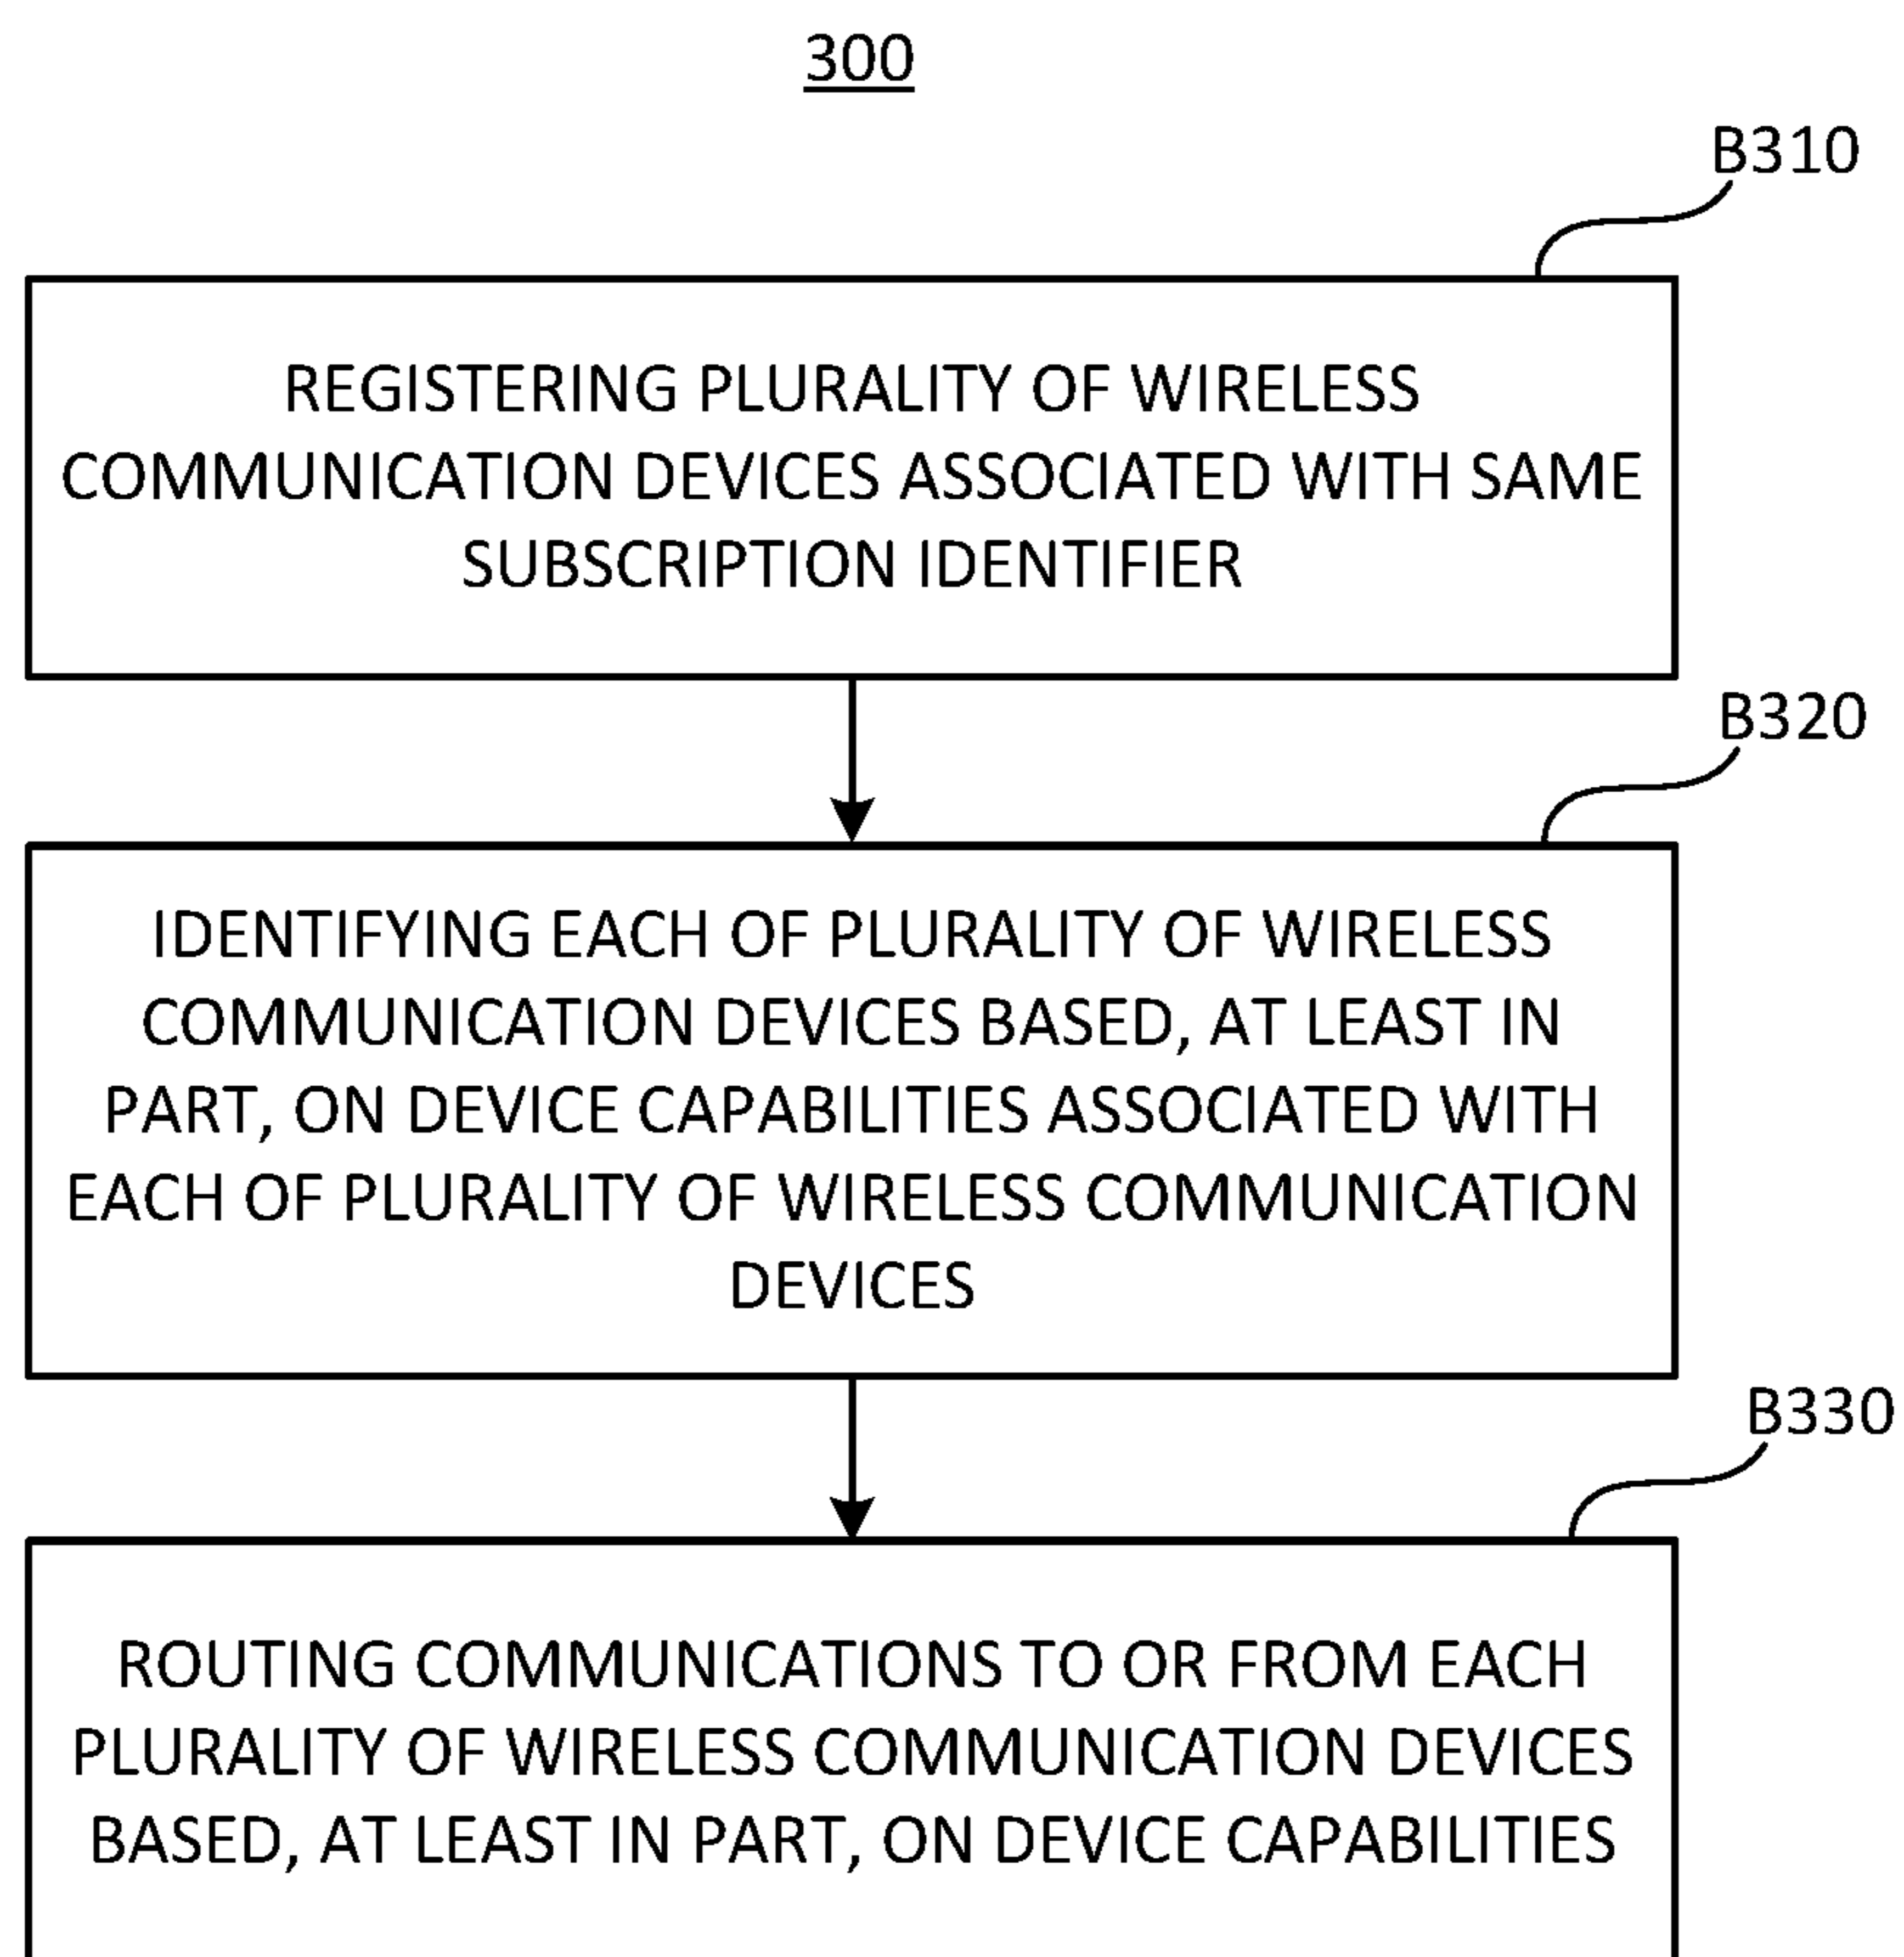 300
B310
REGISTERING PLURALITY OF WIRELESS
COMMUNICATION DEVICES ASSOCIATED WITH SAME
SUBSCRIPTION IDENTIFIER
B320
IDENTIFYING EACH OF PLURALITY OF WIRELESS
COMMUNICATION DEVICES BASED, AT LEAST IN
PART, ON DEVICE CAPABILITIES ASSOCIATED WITH
EACH OF PLURALITY OF WIRELESS COMMUNICATION
DEVICES
B330
ROUTING COMMUNICATIONS TO OR FROM EACH
PLURALITY OF WIRELESS COMMUNICATION DEVICES
BASED, AT LEAST IN PART, ON DEVICE CAPABILITIES